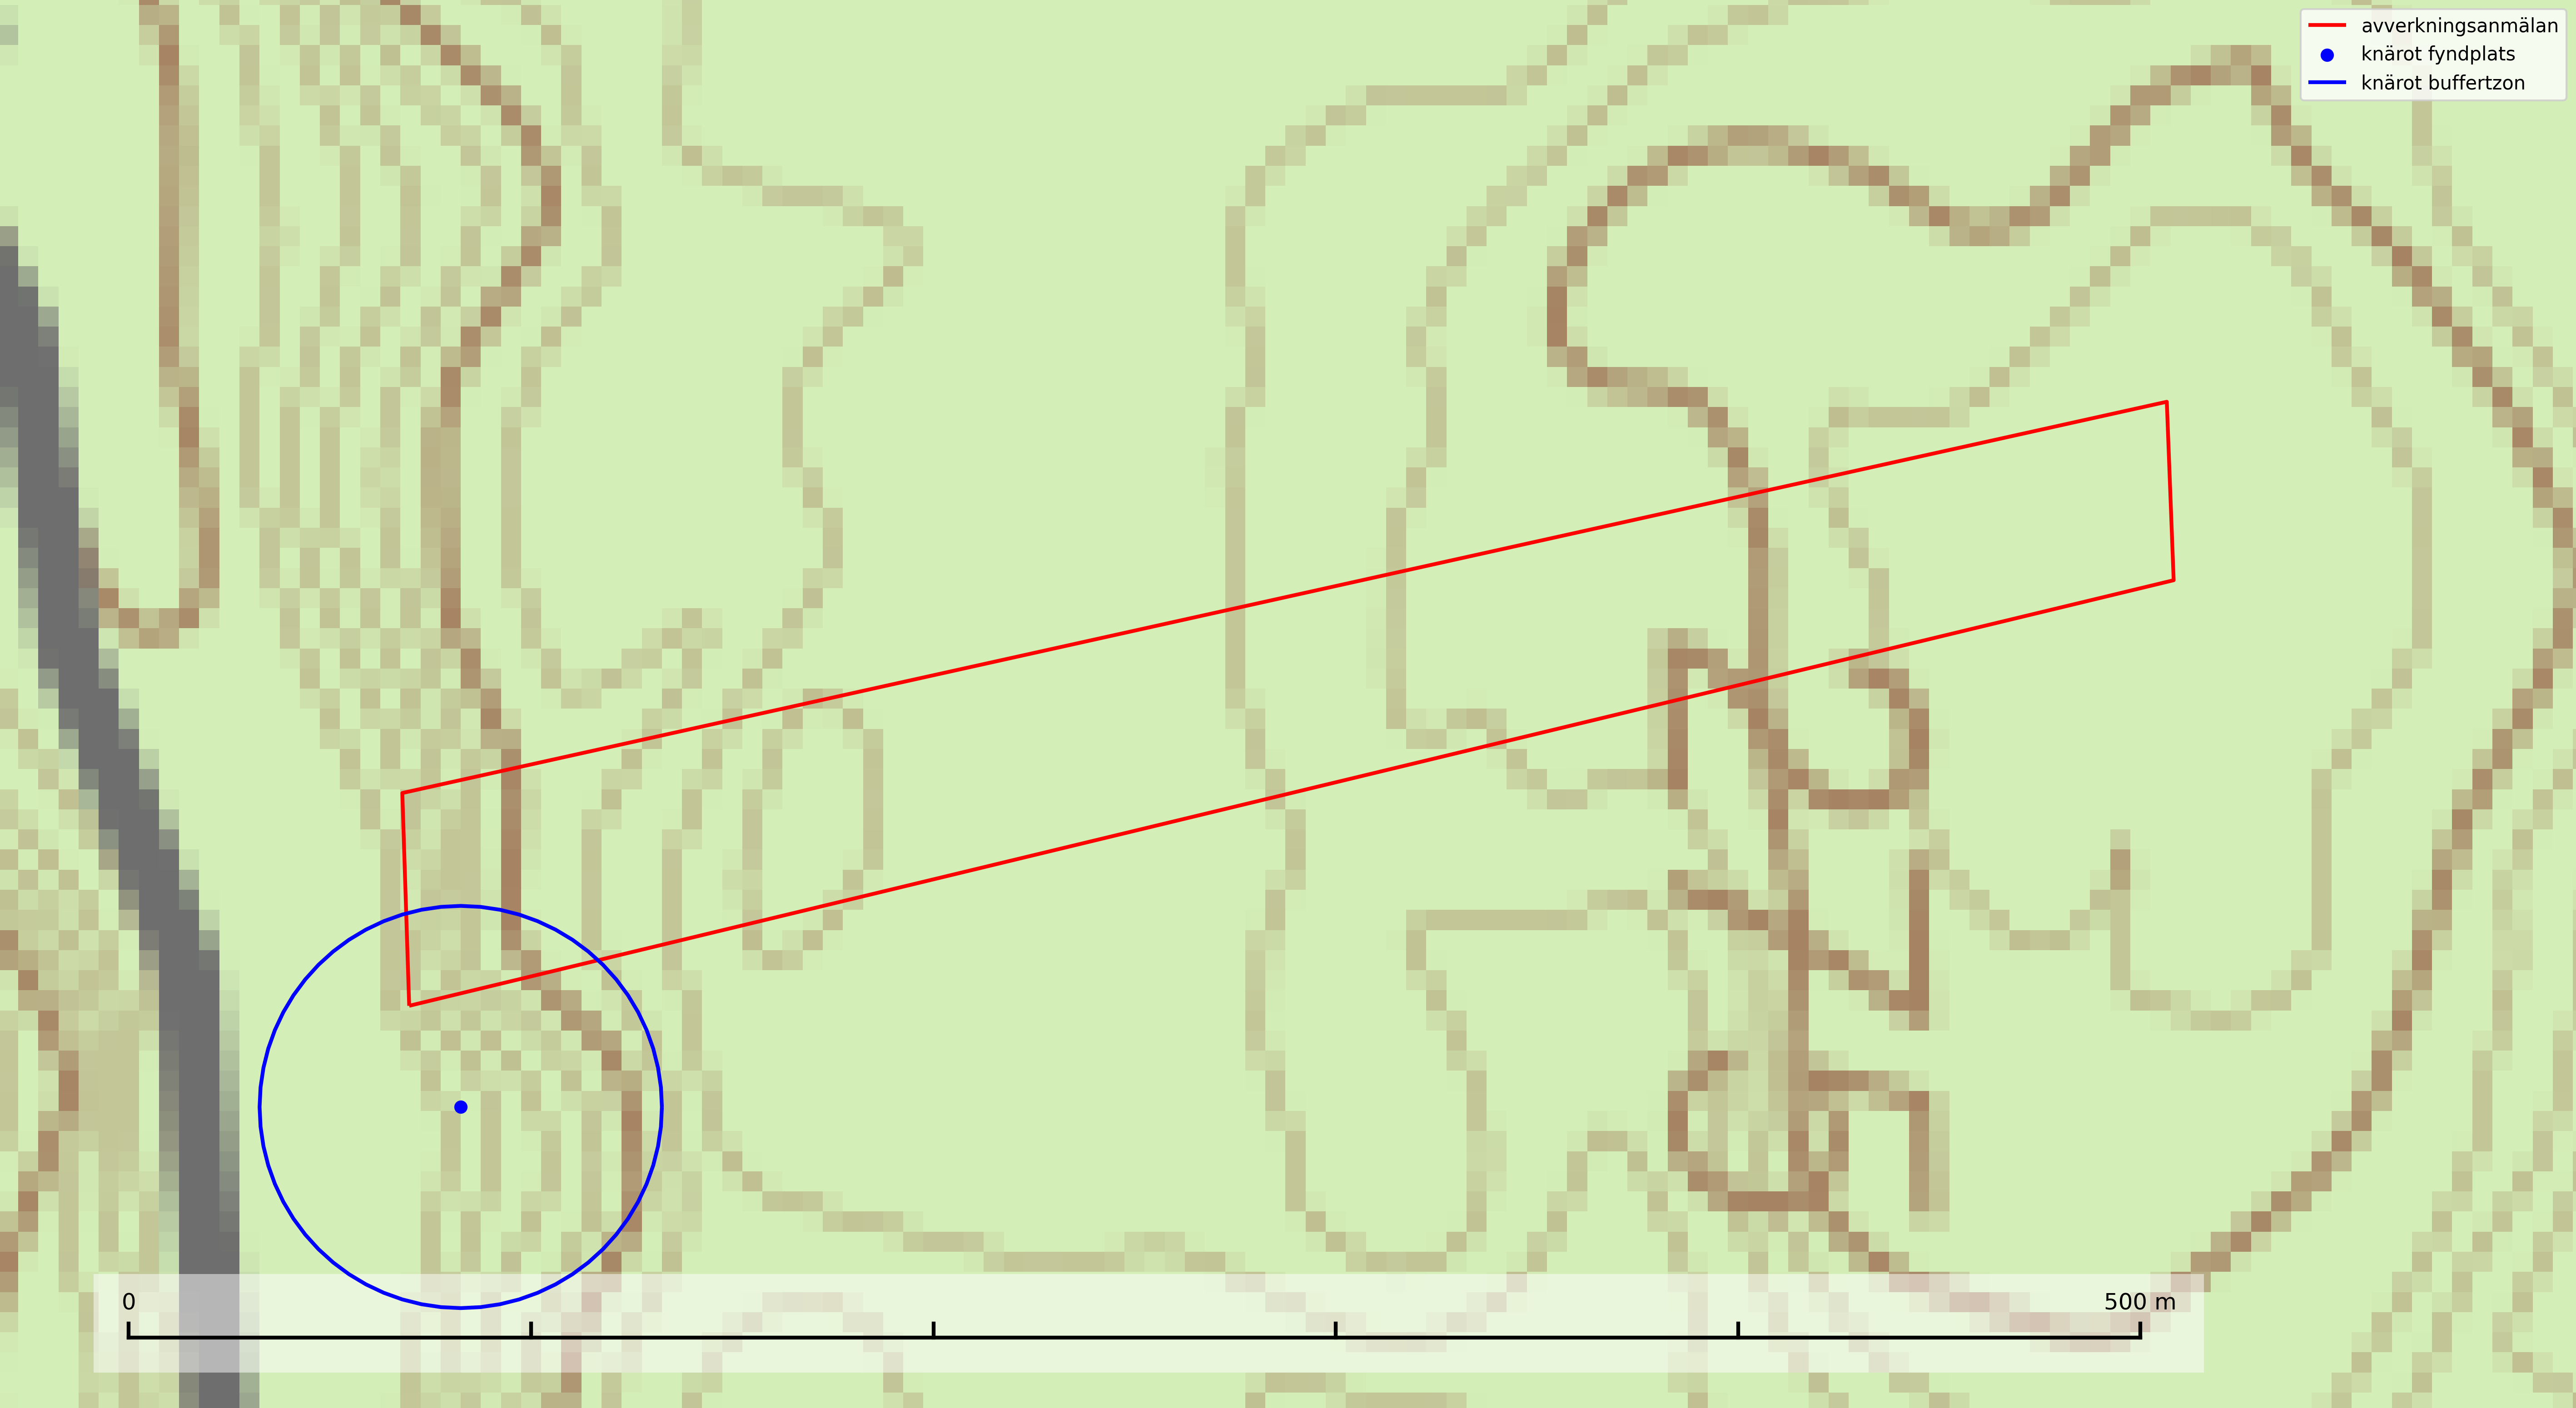 avverkningsanmälan
knärot fyndplats
knärot buffertzon
0
500 m